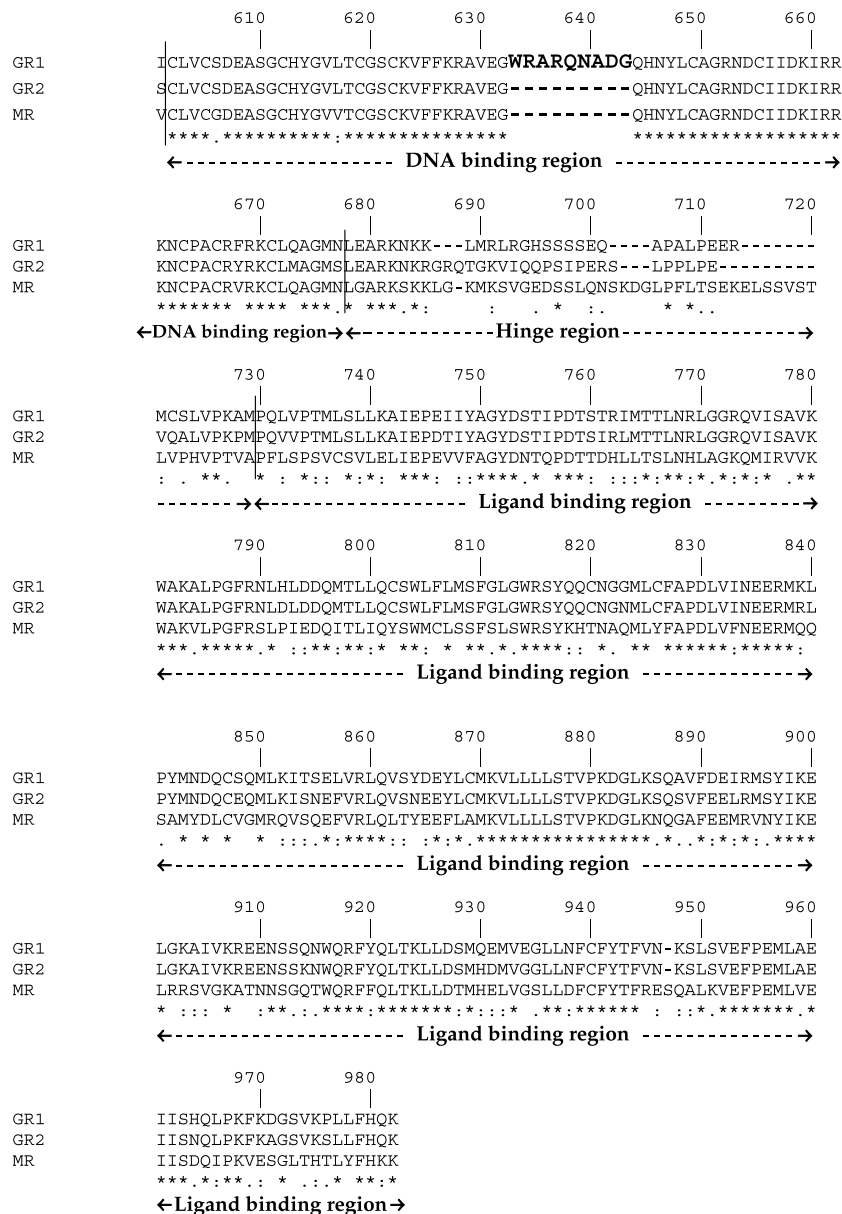 610 620 630 640 650 660
GR1 ICLVCSDEASGCHYGVLTCGSCKVFFKRAVEGWRARQNADGQHNYLCAGRNDCIIDKIRR
GR2 SCLVCSDEASGCHYGVLTCGSCKVFFKRAVEG---------QHNYLCAGRNDCIIDKIRR
MR VCLVCGDEASGCHYGVVTCGSCKVFFKRAVEG---------QHNYLCAGRNDCIIDKIRR
****.**********:*************** *******************
←--------------------DNA binding region--------------------→
670 680 690 700 710 720
GR1 KNCPACRFRKCLQAGMNLEARKNKK---LMRLRGHSSSSEQ----APALPEER-------
GR2 KNCPACRVRKCLMAGMSLEARKNKRGRQTGKVIQQPSIPERS---LPPLPE---------
MR KNCPACRVRKCLQAGMNLGARKSKKLG-KMKSVGEDSSLQNSKDGLPFLTSEKELSSVST
******* **** ***.* ***.*: : . * :. * *.
←DNA binding region→←--------Hinge region--------→
730 740 750 760 770 780
GR1 MCSLVPKAMPQLVPTMLSLLKAIEPEIIYAGYDSTIPDTSTRIMTTLNRLGGRQVISAVK
GR2 VQALVPKPMPQVVPTMLSLLKAIEPDTIYAGYDSTIPDTSIRLMTTLNRLGGRQVISAVK
MR LVPHVPTVAPFLSPSVCSVLELIEPEVVFAGYDNTQPDTTDHLLTSLNHLAGKQMIRVVK
: . **. * : *:: *:*: ***: ::****.* ***: ::*:**:*.*:*:* .**
--------→←--------Ligand binding region--------→
790 800 810 820 830 840
GR1 WAKALPGFRNLHLDDQMTLLQCSWLFLMSFGLGWRSYQQCNGGMLCFAPDLVINEERMKL
GR2 WAKALPGFRNLDLDDQMTLLQCSWLFLMSFGLGWRSYQQCNGNMLCFAPDLVINEERMRL
MR WAKVLPGFRSLPIEDQITLIQYSWMCLSSFSLSWRSYKHTNAQMLYFAPDLVFNEERMQQ
***.*****.* ::**:**:* **: * **.*.****:: *. ** ******:*****:
←--------------------Ligand binding region--------------------→
850 860 870 880 890 900
GR1 PYMNDQCSQMLKITSELVRLQVSYDEYLCMKVLLLLSTVPKDGLKSQAVFDEIRMSYIKE
GR2 PYMNDQCEQMLKISNEFVRLQVSNEEYLCMKVLLLLSTVPKDGLKSQSVFEELRMSYIKE
MR SAMYDLCVGMRQVSQEFVRLQLTYEEFLAMKVLLLLSTVPKDGLKNQGAFEEMRVNYIKE
. * * * * :::.*:****:: :*:*.****************.*..*:*:*:.****
←--------------------Ligand binding region--------------------→
910 920 930 940 950 960
GR1 LGKAIVKREENSSQNWQRFYQLTKLLDSMQEMVEGLLNFCFYTFVN-KSLSVEFPEMLAE
GR2 LGKAIVKREENSSKNWQRFYQLTKLLDSMHDMVGGLLNFCFYTFVN-KSLSVEFPEMLAE
MR LRRSVGKATNNSGQTWQRFFQLTKLLDTMHELVGSLLDFCFYTFRESQALKVEFPEMLVE
* ::: * :**.:.****:*******:*:::* .**:****** : ::*.*******.*
←--------------------Ligand binding region--------------------→
970 980
GR1 IISHQLPKFKDGSVKPLLFHQK
GR2 IISNQLPKFKAGSVKSLLFHQK
MR IISDQIPKVESGLTHTLYFHKK
***.*:**.: * .:.* **:*
←Ligand binding region→